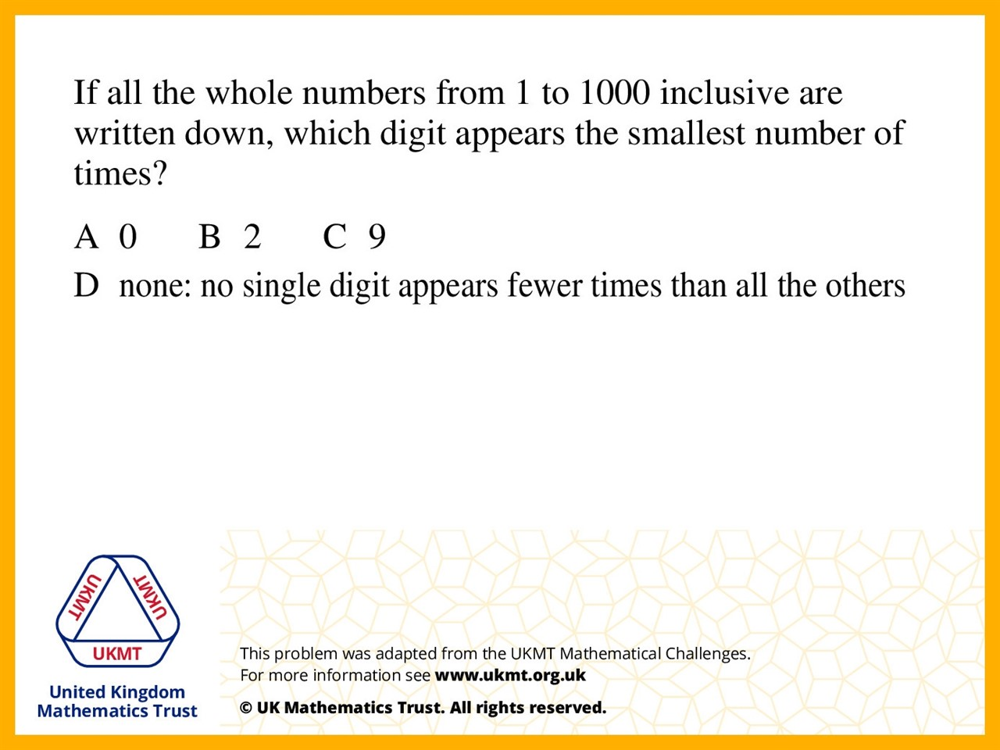 If all the whole numbers from 1 to 1000 inclusive are
written down, which digit appears the smallest number of
times?
A 0 B 2 C 9
D none: no single digit appears fewer times than all the others
UKMT UKMT
UKMT
United Kingdom
Mathematics Trust
This problem was adapted from the UKMT Mathematical Challenges.
For more information see www.ukmt.org.uk
© UK Mathematics Trust. All rights reserved.